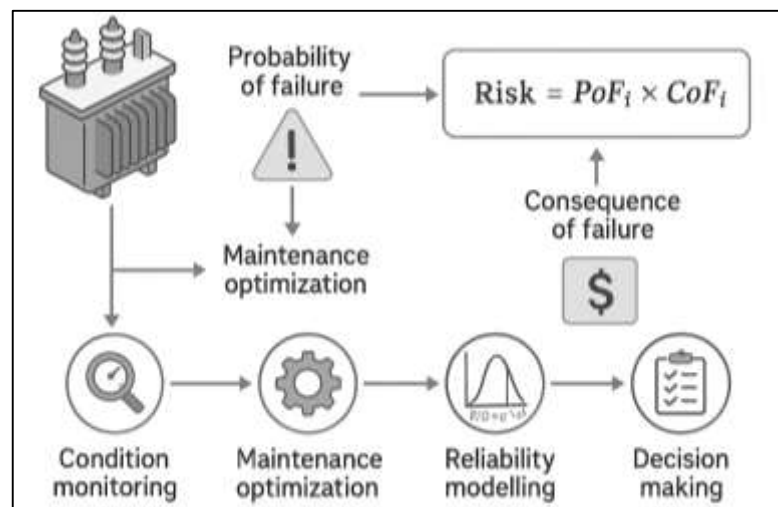 Probability
of failure
Risk = PoF_i × CoF_i
!
Consequence
of failure
Maintenance
optimization
$
Condition
monitoring
Maintenance
optimization
Reliability
modelling
Decision
making